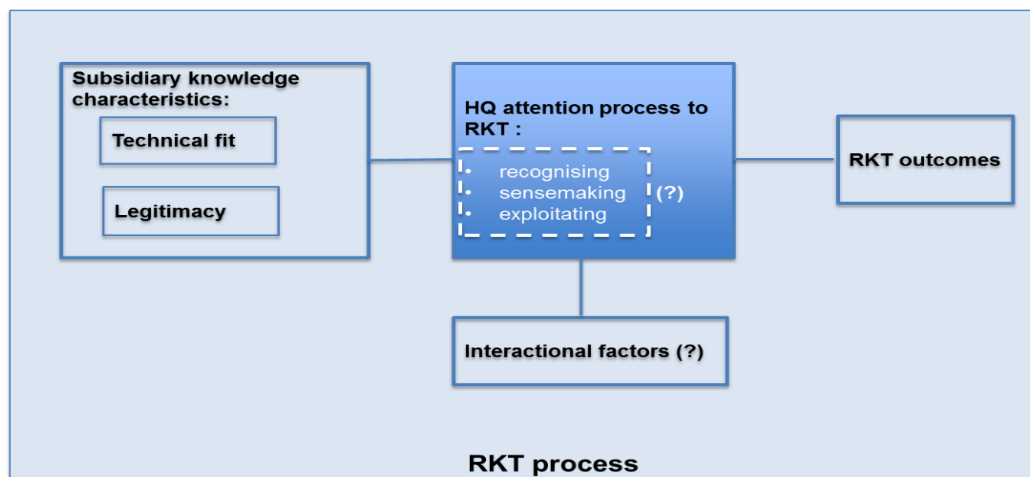 Subsidiary knowledge
characteristics:
Technical fit
Legitimacy
HQ attention process to
RKT :
• recognising
• sensemaking
• exploitating
(?)
Interactional factors (?)
RKT outcomes
RKT process